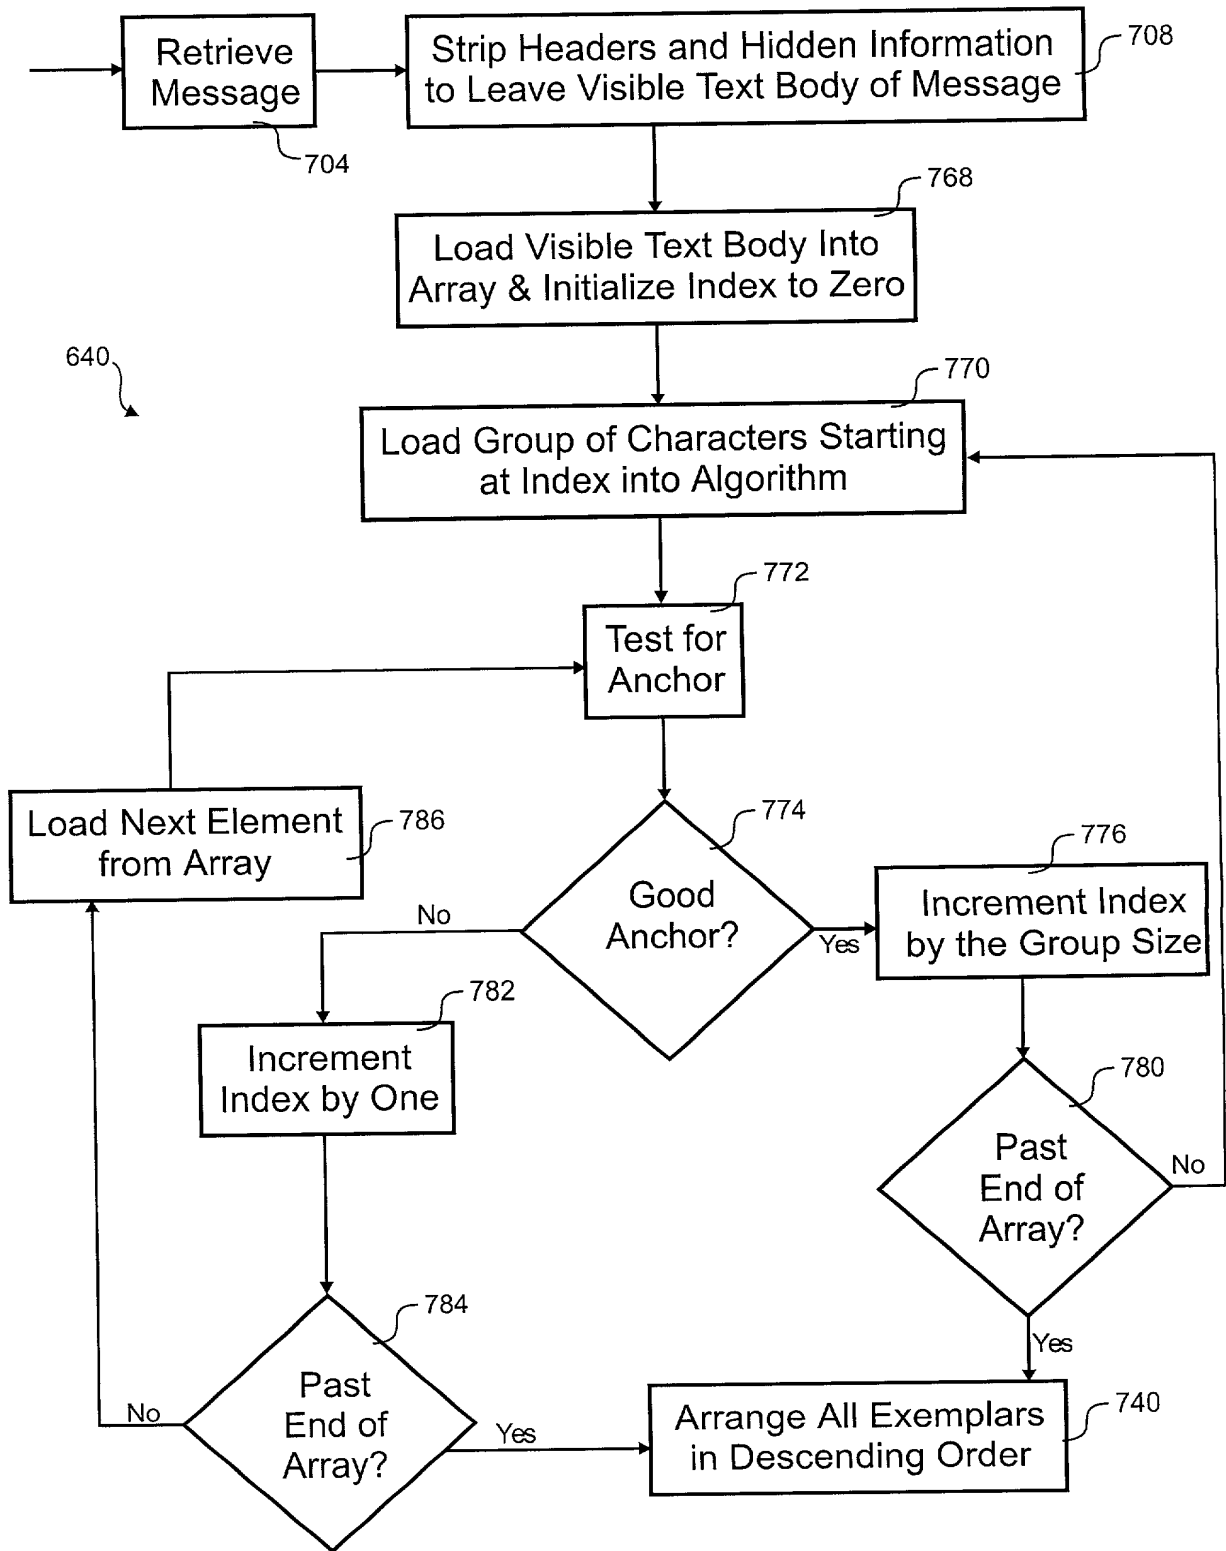 Retrieve
Message
704
Strip Headers and Hidden Information
to Leave Visible Text Body of Message
708
768
Load Visible Text Body Into
Array & Initialize Index to Zero
640
770
Load Group of Characters Starting
at Index into Algorithm
772
Test for
Anchor
Load Next Element
from Array
786
774
Good
Anchor?
No
Yes
776
Increment Index
by the Group Size
782
Increment
Index by One
780
Past
End of
Array?
No
Yes
784
Past
End of
Array?
No
Yes
Arrange All Exemplars
in Descending Order
740